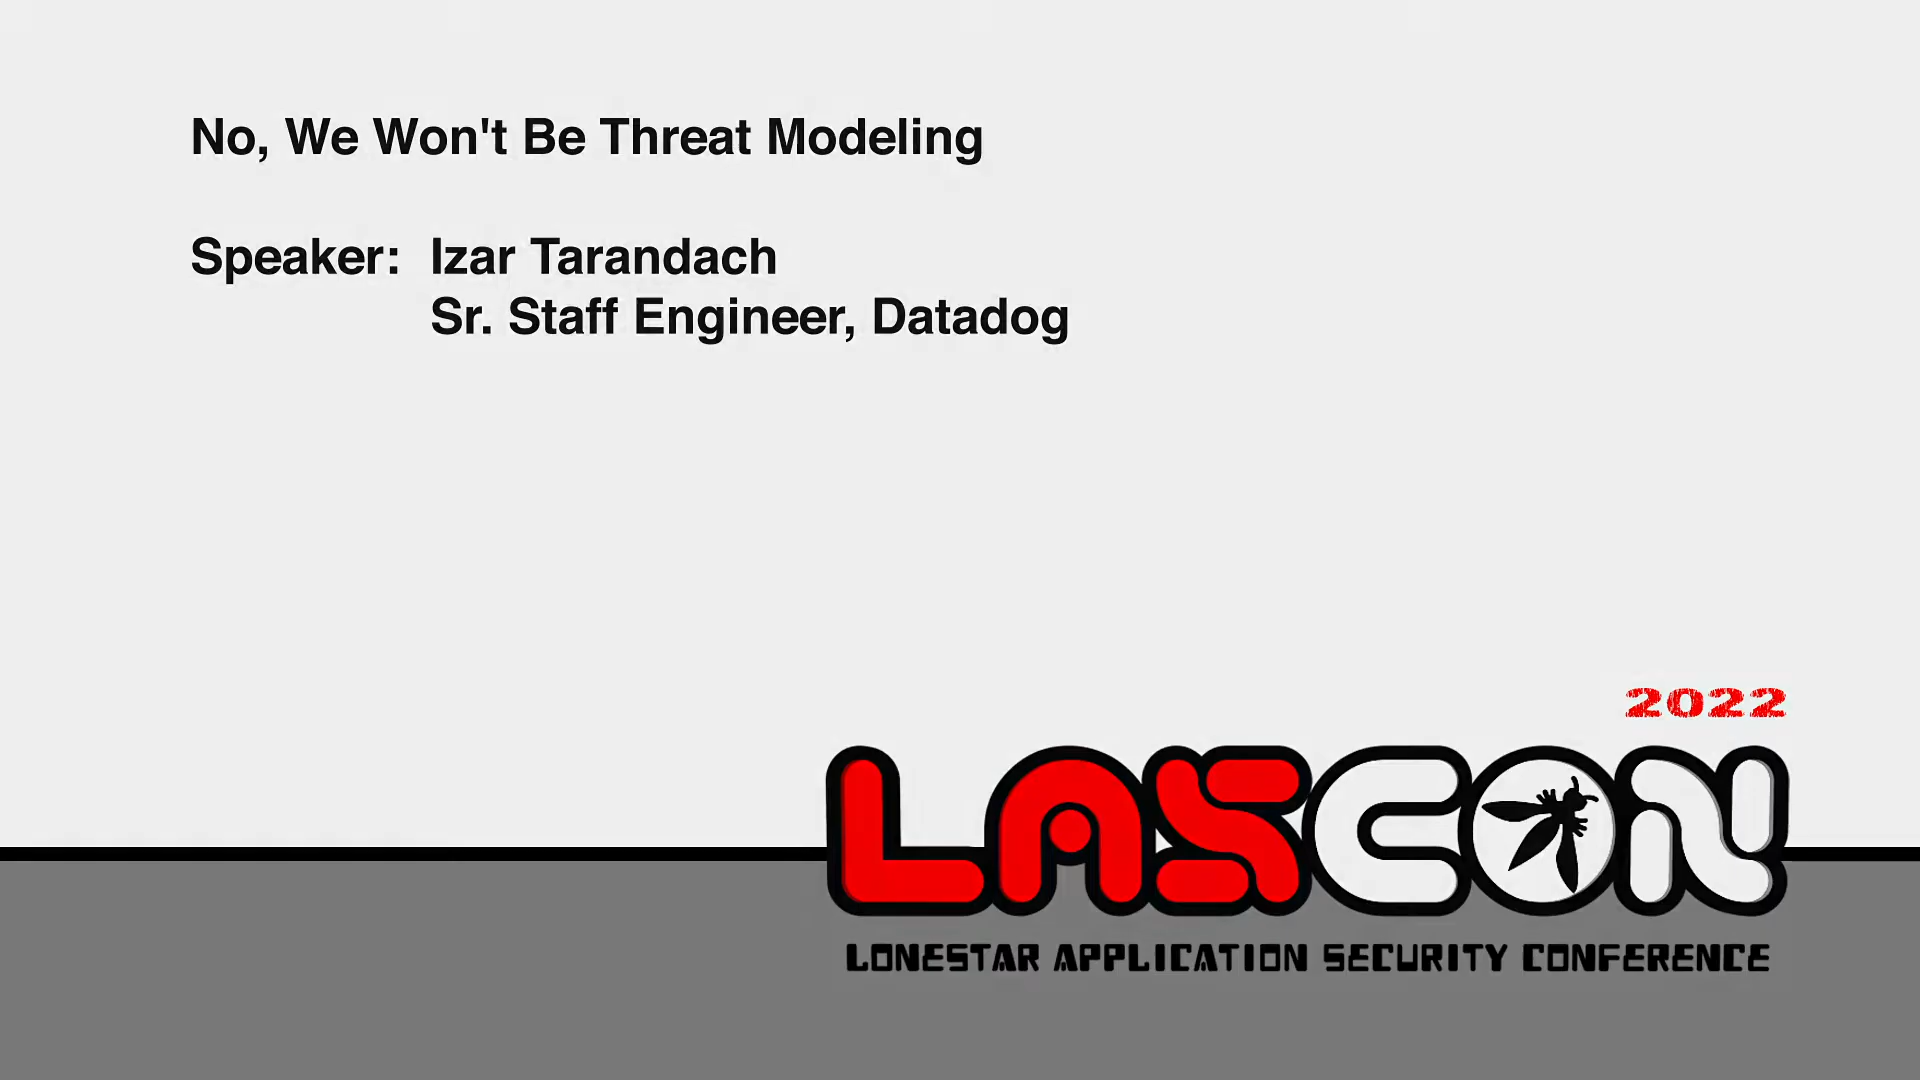 No, We Won't Be Threat Modeling
Speaker: Izar Tarandach
Sr. Staff Engineer, Datadog
2022
LASCON
LONESTAR APPLICATION SECURITY CONFERENCE